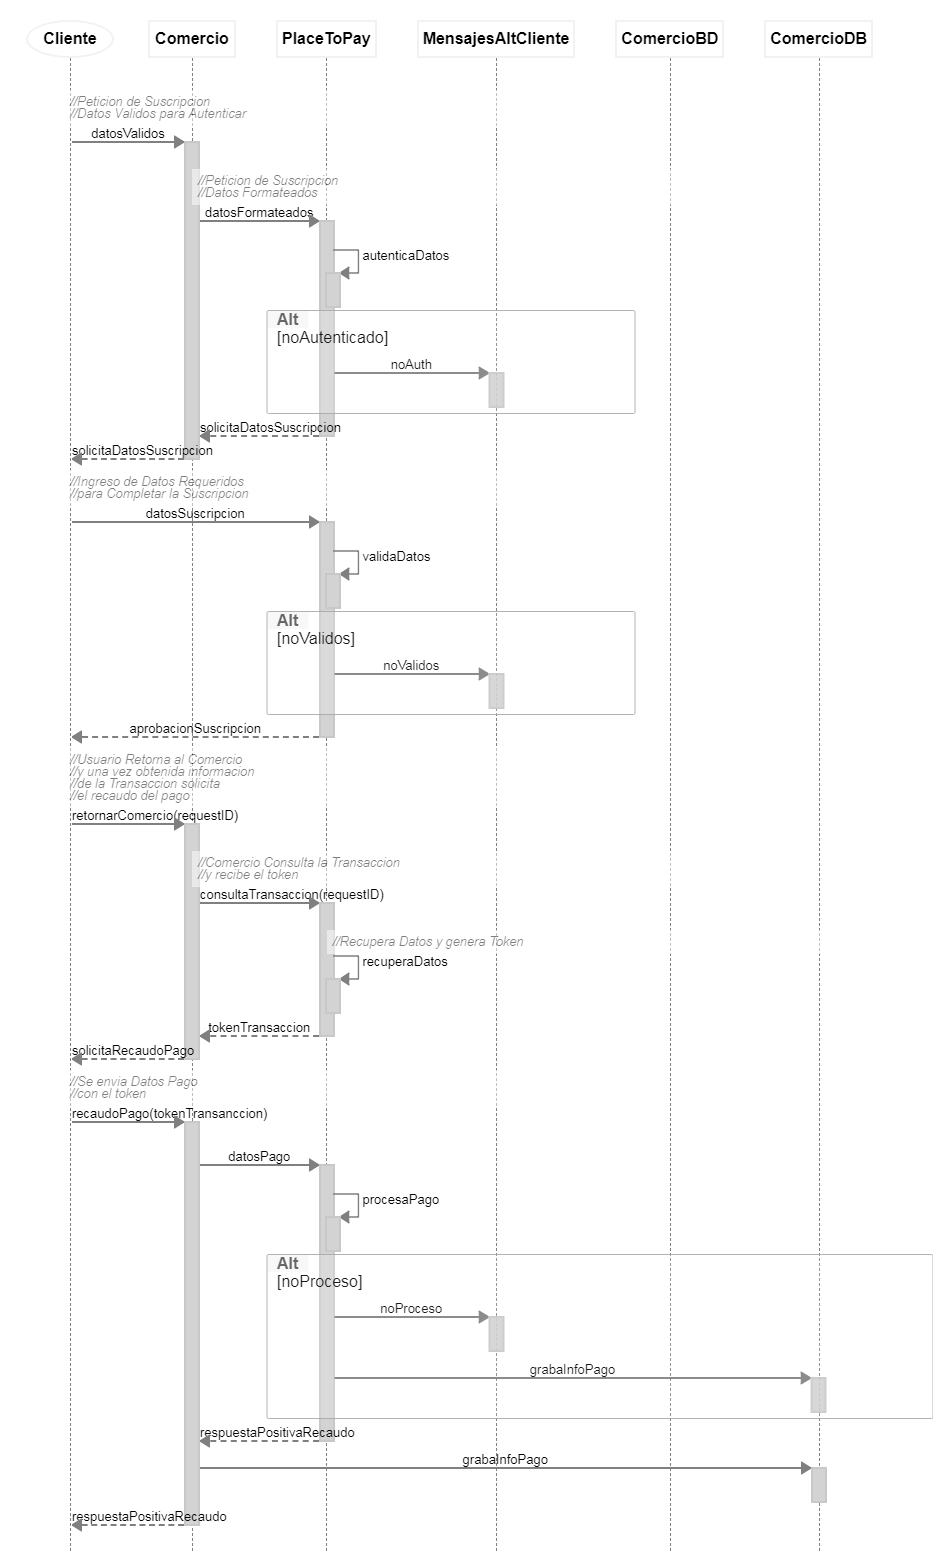 Cliente
Comercio
PlaceToPay
MensajesAltCliente
ComercioBD
ComercioDB
//Peticion de Suscripcion
//Datos Validos para Autenticar
datosValidos
//Peticion de Suscripcion
//Datos Formateados
datosFormateados
autenticaDatos
Alt
[noAutenticado]
noAuth
solicitaDatosSuscripcion
solicitaDatosSuscripcion
//Ingreso de Datos Requeridos
//para Completar la Suscripcion
datosSuscripcion
validaDatos
Alt
[noValidos]
noValidos
aprobacionSuscripcion
//Usuario Retorna al Comercio
//y una vez obtenida informacion
//de la Transaccion solicita
//el recaudo del pago
retornarComercio(requestID)
//Comercio Consulta la Transaccion
//y recibe el token
consultaTransaccion(requestID)
//Recupera Datos y genera Token
recuperaDatos
tokenTransaccion
solicitaRecaudoPago
//Se envia Datos Pago
//con el token
recaudoPago(tokenTransanccion)
datosPago
procesaPago
Alt
[noProceso]
noProceso
grabaInfoPago
respuestaPositivaRecaudo
grabaInfoPago
respuestaPositivaRecaudo